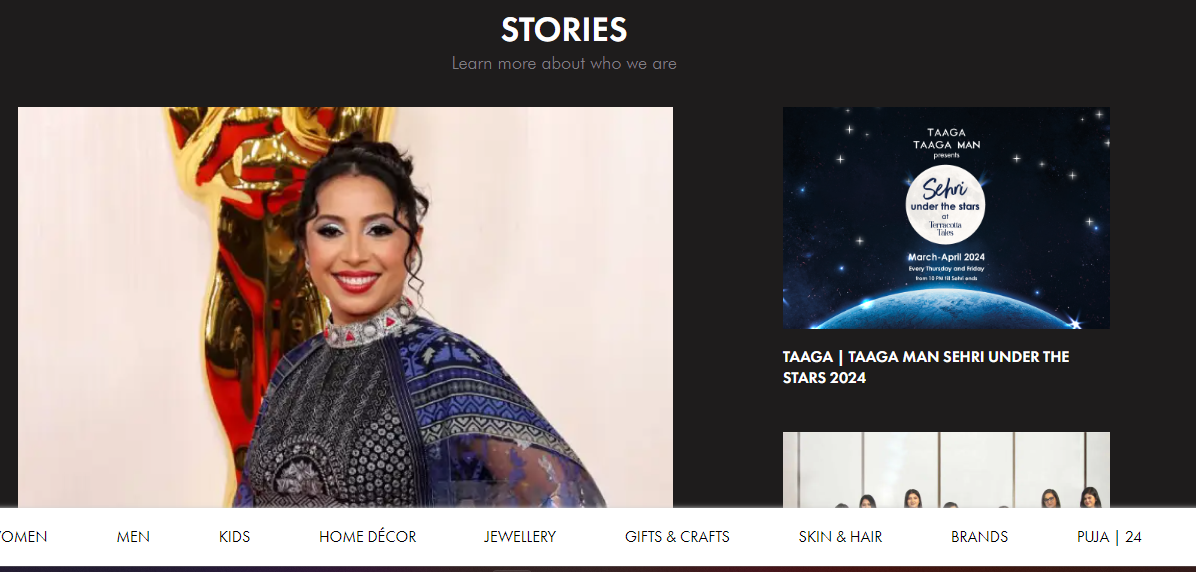 STORIES
Learn more about who we are
TAAGA
TAAGA MAN
presents
Sehri
under the stars
at
Terracotta
Tales
March-April 2024
Every Thursday and Friday
from 10 PM till Sehri ends
TAAGA | TAAGA MAN SEHRI UNDER THE
STARS 2024
OMEN MEN KIDS HOME DÉCOR JEWELLERY GIFTS & CRAFTS SKIN & HAIR BRANDS PUJA | 24